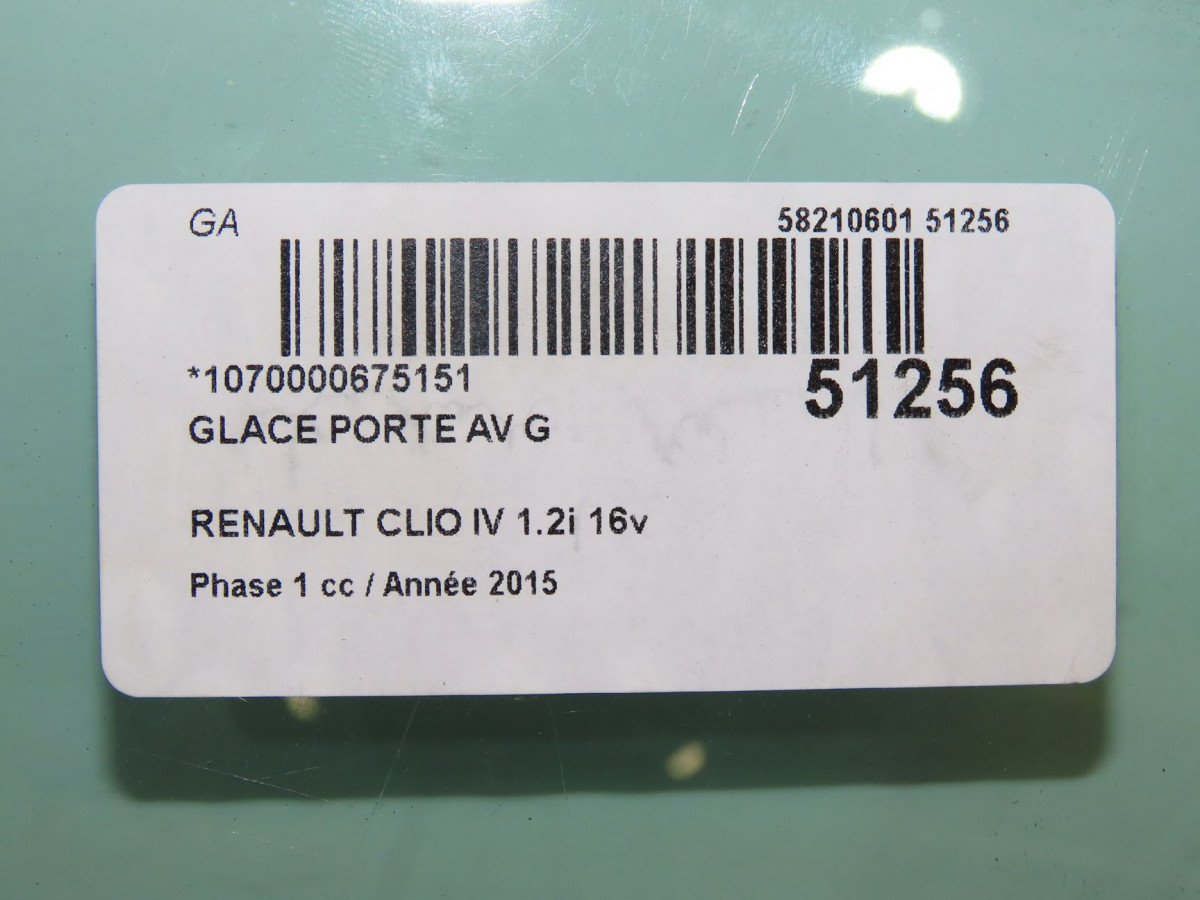 GA 58210601 51256
*1070000675151 51256
GLACE PORTE AV G
RENAULT CLIO IV 1.2i 16v
Phase 1 cc / Année 2015